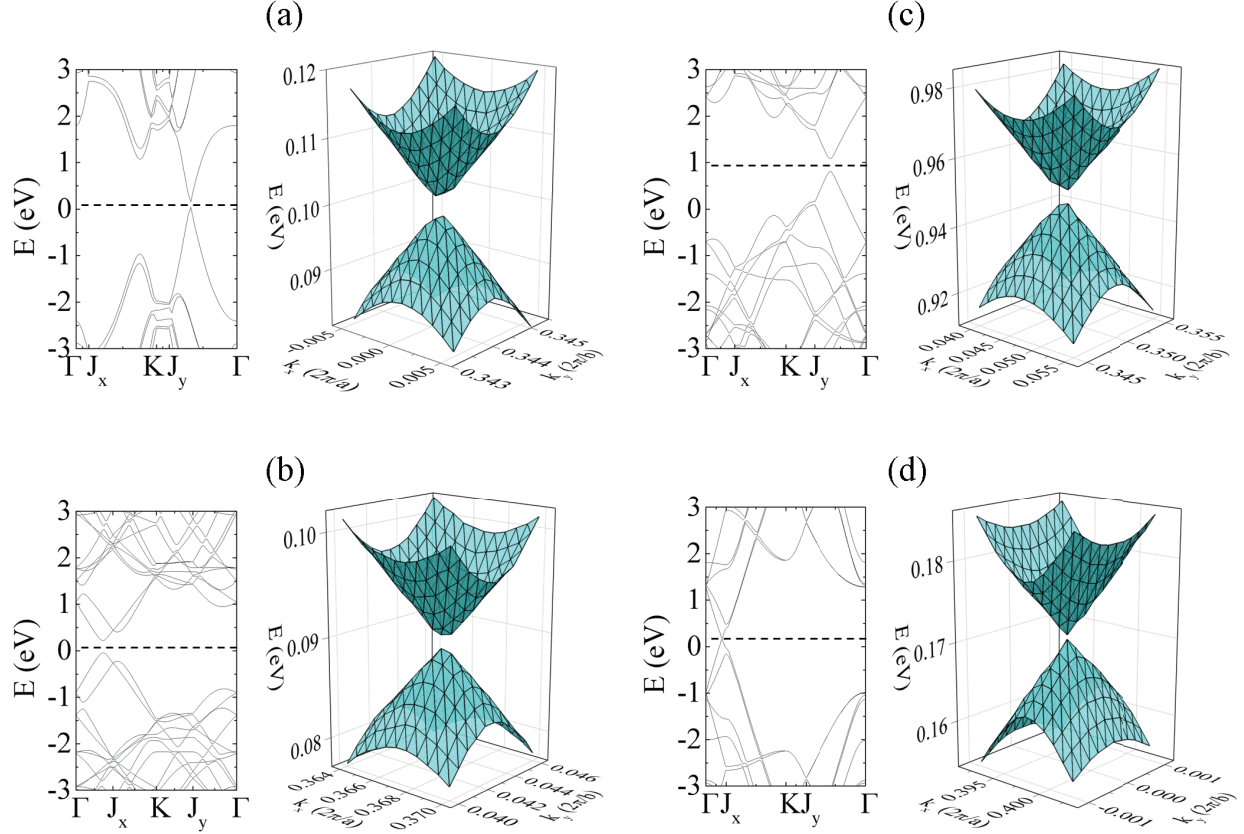 (a)
3
2
1
0
-1
-2
-3
E (eV)
Γ J_x K J_y Γ
0.12
0.11
0.10
0.09
E (eV)
-0.005
0.000
0.005
k_x (2π/a)
0.343
0.344
0.345
k_y (2π/b)
(c)
3
2
1
0
-1
-2
-3
E (eV)
Γ J_x K J_y Γ
0.98
0.96
0.94
0.92
E (eV)
0.040
0.045
0.050
0.055
k_x (2π/a)
0.345
0.350
0.355
k_y (2π/b)
(b)
3
2
1
0
-1
-2
-3
E (eV)
Γ J_x K J_y Γ
0.10
0.09
0.08
E (eV)
0.364
0.366
0.368
0.370
k_x (2π/a)
0.040
0.042
0.044
0.046
k_y (2π/b)
(d)
3
2
1
0
-1
-2
-3
E (eV)
Γ J_x K J_y Γ
0.18
0.17
0.16
E (eV)
0.395
0.400
k_x (2π/a)
-0.001
0.000
0.001
k_y (2π/b)